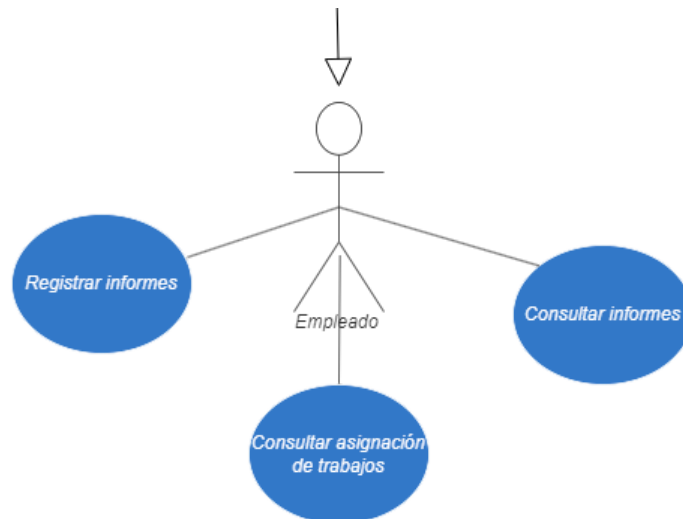 Registrar informes
Consultar informes
Empleado
Consultar asignación
de trabajos